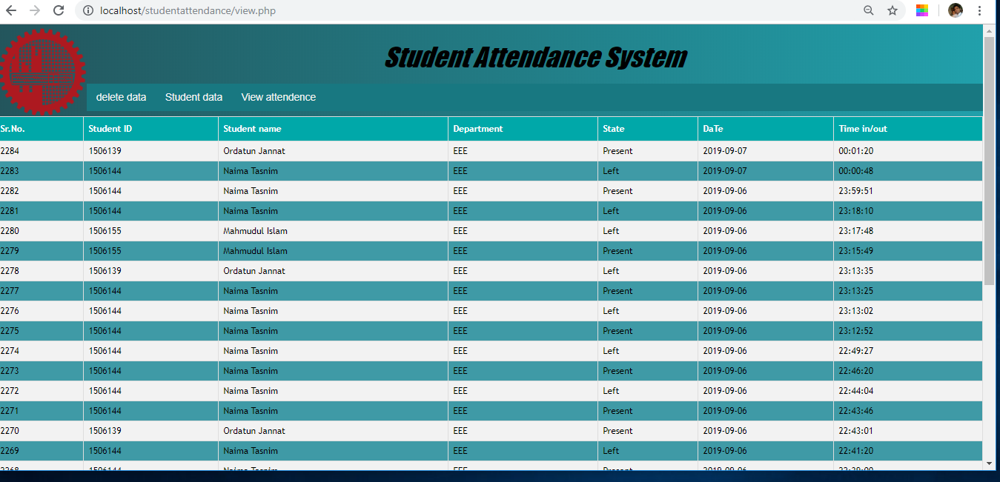 localhost/studentattendance/view.php
Student Attendance System
delete data Student data View attendence
Sr.No. Student ID Student name Department State DaTe Time in/out
2284 1506139 Ordatun Jannat EEE Present 2019-09-07 00:01:20
2283 1506144 Naima Tasnim EEE Left 2019-09-07 00:00:48
2282 1506144 Naima Tasnim EEE Present 2019-09-06 23:59:51
2281 1506144 Naima Tasnim EEE Left 2019-09-06 23:18:10
2280 1506155 Mahmudul Islam EEE Left 2019-09-06 23:17:48
2279 1506155 Mahmudul Islam EEE Present 2019-09-06 23:15:49
2278 1506139 Ordatun Jannat EEE Left 2019-09-06 23:13:35
2277 1506144 Naima Tasnim EEE Present 2019-09-06 23:13:25
2276 1506144 Naima Tasnim EEE Left 2019-09-06 23:13:02
2275 1506144 Naima Tasnim EEE Present 2019-09-06 23:12:52
2274 1506144 Naima Tasnim EEE Left 2019-09-06 22:49:27
2273 1506144 Naima Tasnim EEE Present 2019-09-06 22:46:20
2272 1506144 Naima Tasnim EEE Left 2019-09-06 22:44:04
2271 1506144 Naima Tasnim EEE Present 2019-09-06 22:43:46
2270 1506139 Ordatun Jannat EEE Present 2019-09-06 22:43:01
2269 1506144 Naima Tasnim EEE Left 2019-09-06 22:41:20
2268 1506144 Naima Tasnim EEE Present 2019-09-06